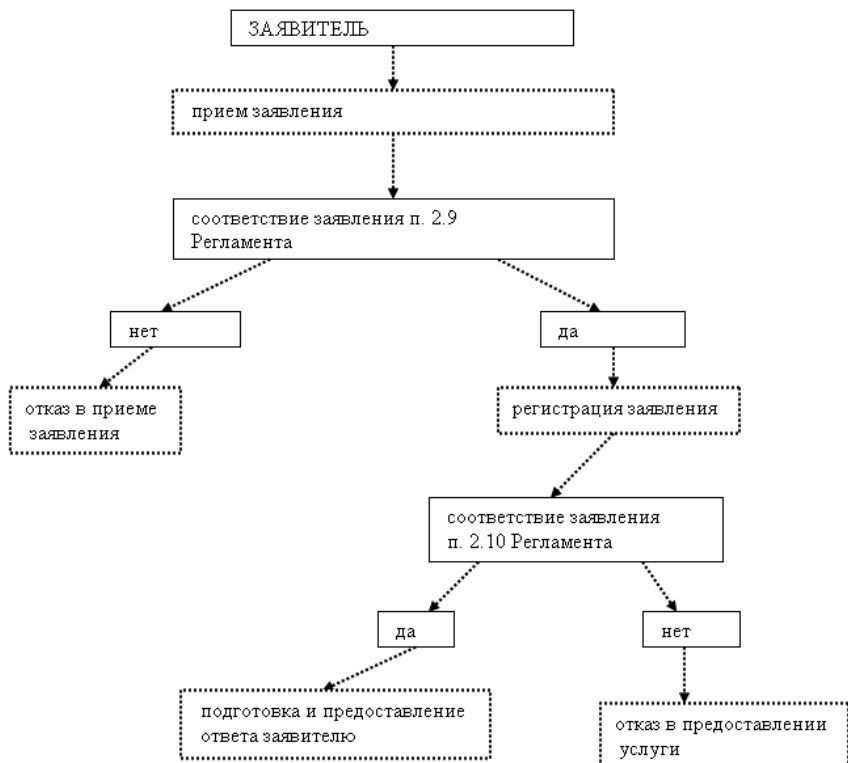 ЗАЯВИТЕЛЬ
прием заявления
соответствие заявления п. 2.9
Регламента
нет
да
отказ в приеме
заявления
регистрация заявления
соответствие заявления
п. 2.10 Регламента
да
нет
подготовка и предоставление
ответа заявителю
отказ в предоставлении
услуги